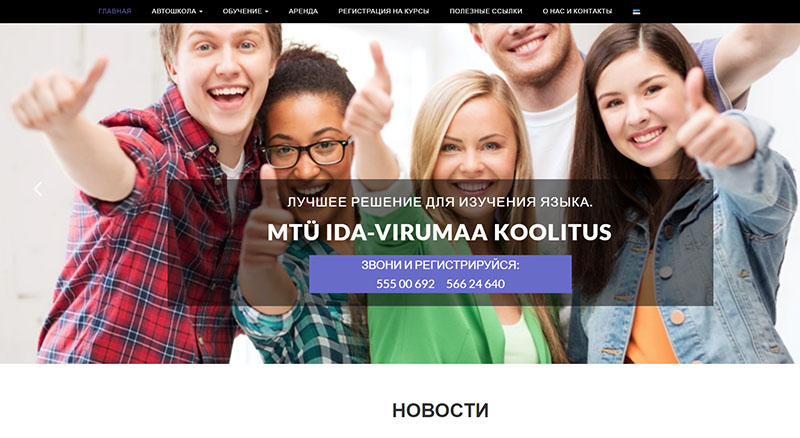 ГЛАВНАЯ АВТОШКОЛА ОБУЧЕНИЕ АРЕНДА РЕГИСТРАЦИЯ НА КУРСЫ ПОЛЕЗНЫЕ ССЫЛКИ О НАС И КОНТАКТЫ
ЛУЧШЕЕ РЕШЕНИЕ ДЛЯ ИЗУЧЕНИЯ ЯЗЫКА.
MTÜ IDA-VIRUMAA KOOLITUS
ЗВОНИ И РЕГИСТРИРУЙСЯ:
555 00 692 566 24 640
НОВОСТИ